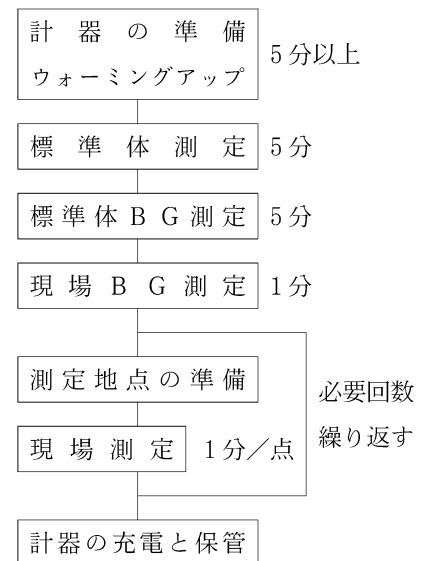 計器の準備
ウォーミングアップ
5分以上
標準体測定
5分
標準体BG測定
5分
現場BG測定
1分
測定地点の準備
現場測定
1分／点
必要回数
繰り返す
計器の充電と保管